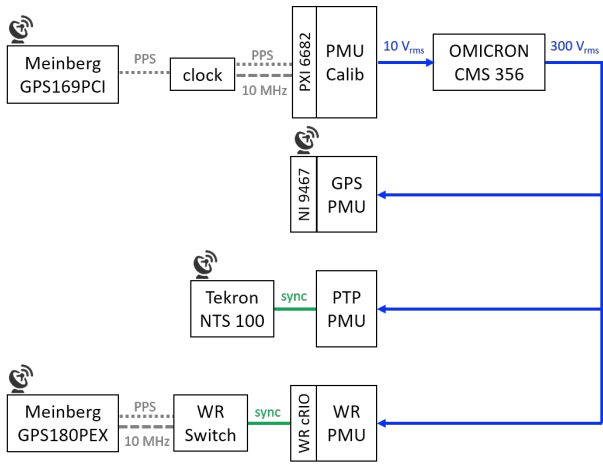 Meinberg
GPS169PCI
PPS
clock
PPS
10 MHz
PXI 6682
PMU
Calib
10 Vrms
OMICRON
CMS 356
300 Vrms
NI 9467
GPS
PMU
Tekron
NTS 100
sync
PTP
PMU
Meinberg
GPS180PEX
PPS
10 MHz
WR
Switch
sync
WR cRIO
WR
PMU